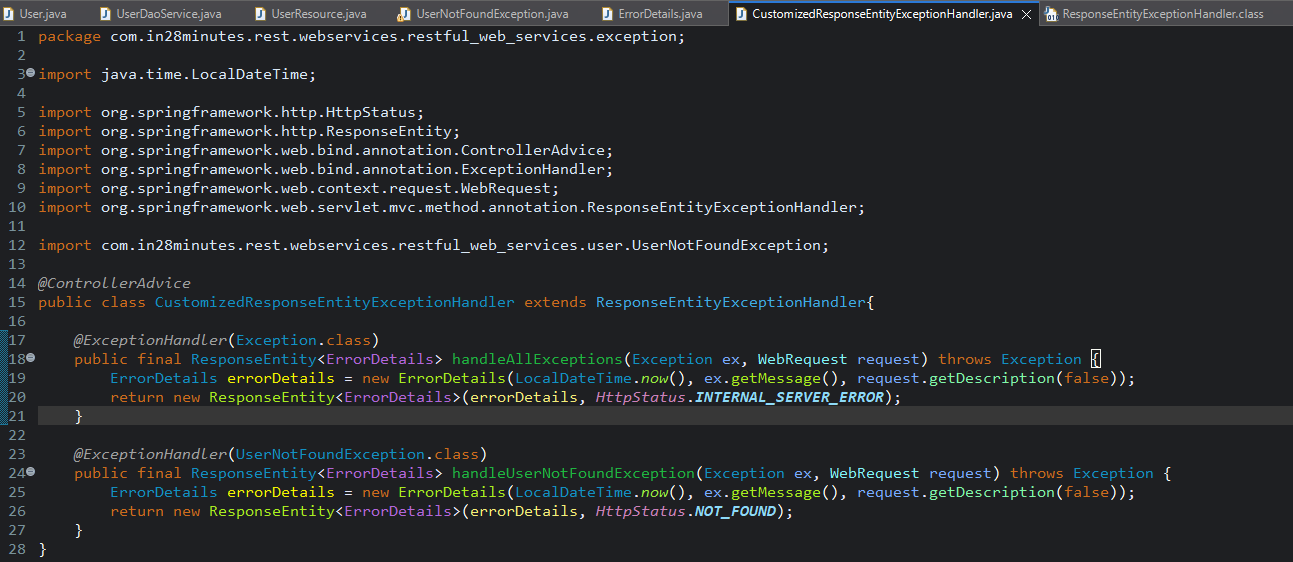 User.java UserDaoService.java UserResource.java UserNotFoundException.java ErrorDetails.java CustomizedResponseEntityExceptionHandler.java ResponseEntityExceptionHandler.class
1 package com.in28minutes.rest.webservices.restful_web_services.exception;
2
3 import java.time.LocalDateTime;
4
5 import org.springframework.http.HttpStatus;
6 import org.springframework.http.ResponseEntity;
7 import org.springframework.web.bind.annotation.ControllerAdvice;
8 import org.springframework.web.bind.annotation.ExceptionHandler;
9 import org.springframework.web.context.request.WebRequest;
10 import org.springframework.web.servlet.mvc.method.annotation.ResponseEntityExceptionHandler;
11
12 import com.in28minutes.rest.webservices.restful_web_services.user.UserNotFoundException;
13
14 @ControllerAdvice
15 public class CustomizedResponseEntityExceptionHandler extends ResponseEntityExceptionHandler{
16
17     @ExceptionHandler(Exception.class)
18     public final ResponseEntity<ErrorDetails> handleAllExceptions(Exception ex, WebRequest request) throws Exception {
19         ErrorDetails errorDetails = new ErrorDetails(LocalDateTime.now(), ex.getMessage(), request.getDescription(false));
20         return new ResponseEntity<ErrorDetails>(errorDetails, HttpStatus.INTERNAL_SERVER_ERROR);
21     }
22
23     @ExceptionHandler(UserNotFoundException.class)
24     public final ResponseEntity<ErrorDetails> handleUserNotFoundException(Exception ex, WebRequest request) throws Exception {
25         ErrorDetails errorDetails = new ErrorDetails(LocalDateTime.now(), ex.getMessage(), request.getDescription(false));
26         return new ResponseEntity<ErrorDetails>(errorDetails, HttpStatus.NOT_FOUND);
27     }
28 }